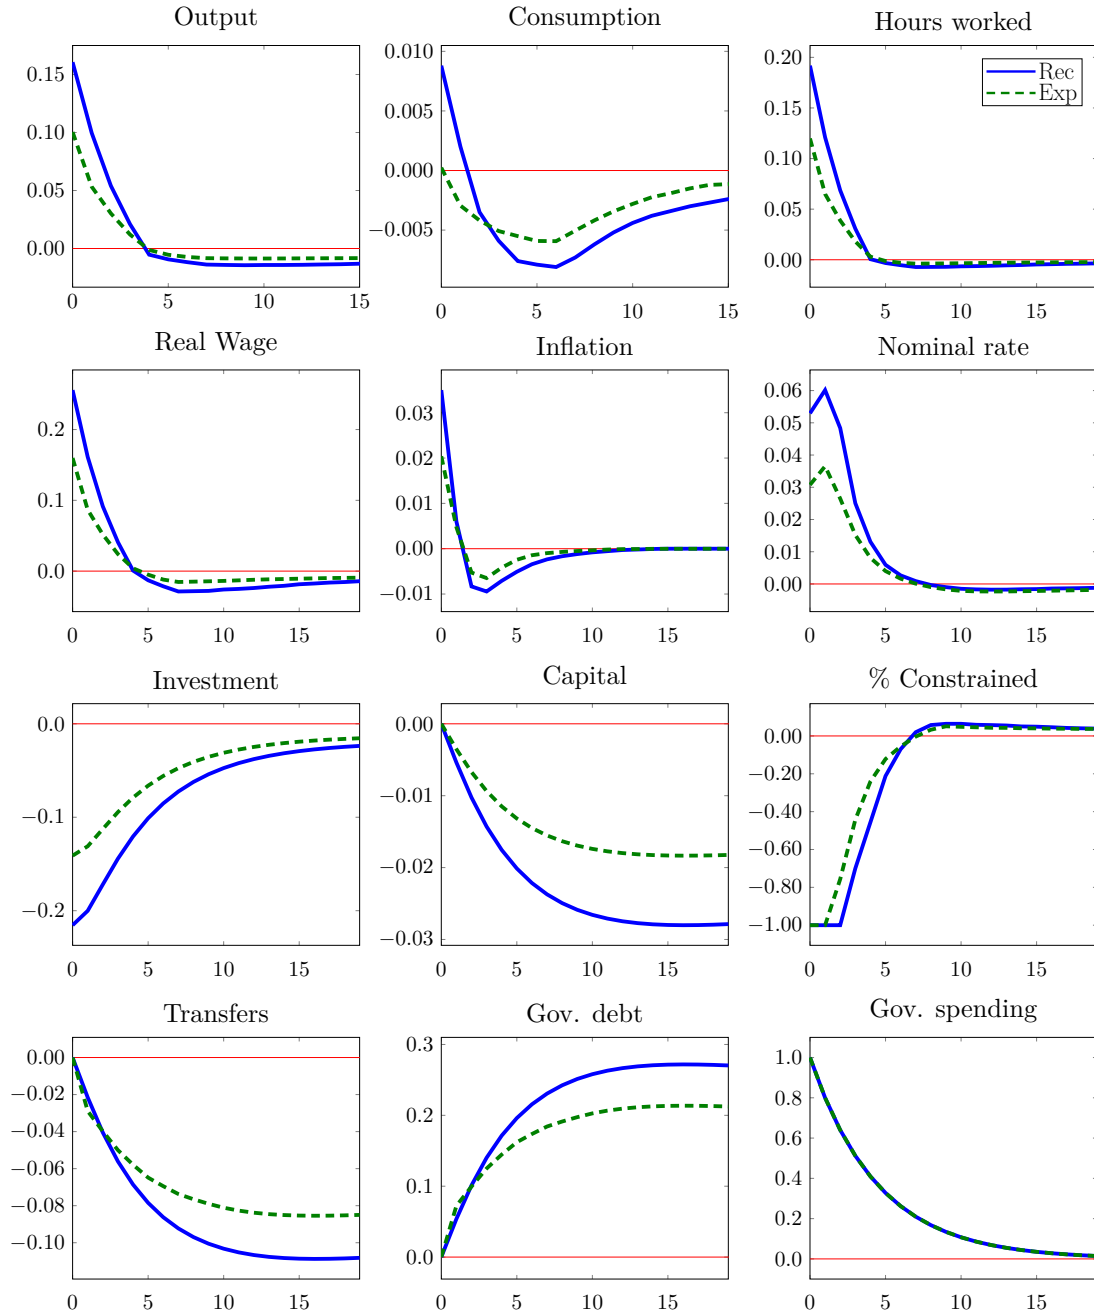 Output
Consumption
Hours worked
0.15
0.10
0.05
0.00
0 5 10 15
0.010
0.005
0.000
−0.005
0 5 10 15
0.20
0.15
0.10
0.05
0.00
Rec
Exp
0 5 10 15
Real Wage
Inflation
Nominal rate
0.2
0.1
0.0
0 5 10 15
0.03
0.02
0.01
0.00
−0.01
0 5 10 15
0.06
0.05
0.04
0.03
0.02
0.01
0.00
0 5 10 15
Investment
Capital
% Constrained
0.0
−0.1
−0.2
0 5 10 15
0.00
−0.01
−0.02
−0.03
0 5 10 15
0.00
−0.20
−0.40
−0.60
−0.80
−1.00
0 5 10 15
Transfers
Gov. debt
Gov. spending
0.00
−0.02
−0.04
−0.06
−0.08
−0.10
0 5 10 15
0.3
0.2
0.1
0.0
0 5 10 15
1.0
0.8
0.6
0.4
0.2
0.0
0 5 10 15